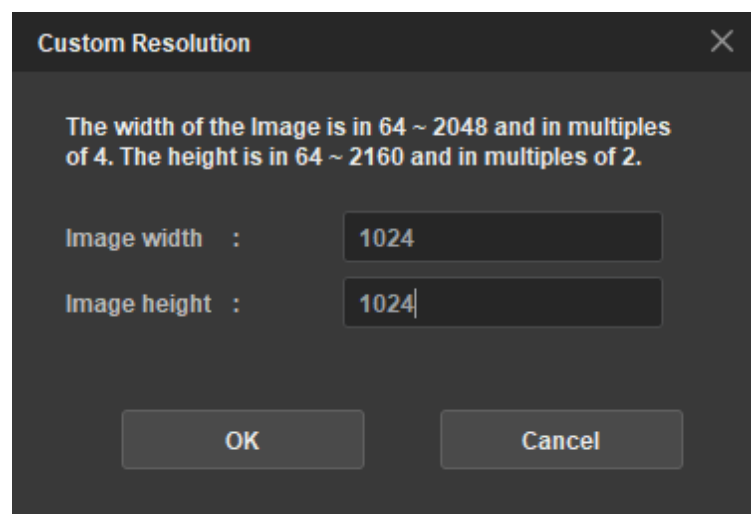 Custom Resolution
The width of the Image is in 64 ~ 2048 and in multiples
of 4. The height is in 64 ~ 2160 and in multiples of 2.
Image width : 1024
Image height : 1024
OK Cancel